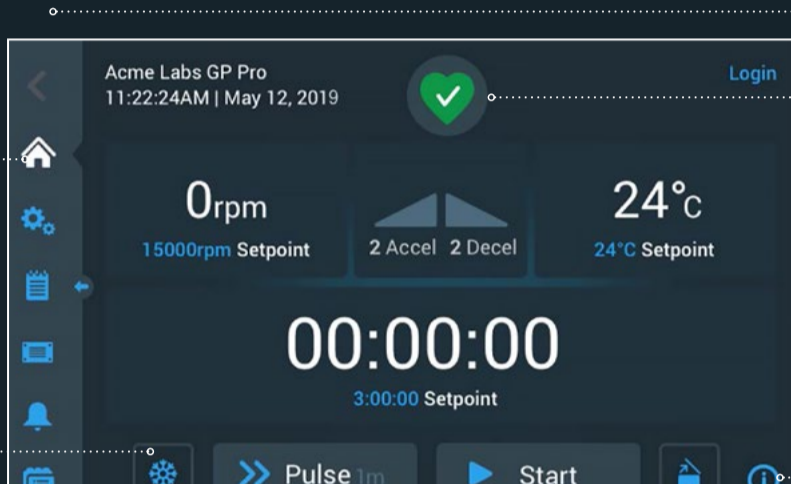 Acme Labs GP Pro
Login
11:22:24AM | May 12, 2019
0rpm
24°C
15000rpm Setpoint
2 Accel 2 Decel
24°C Setpoint
00:00:00
3:00:00 Setpoint
Pulse 1m
Start